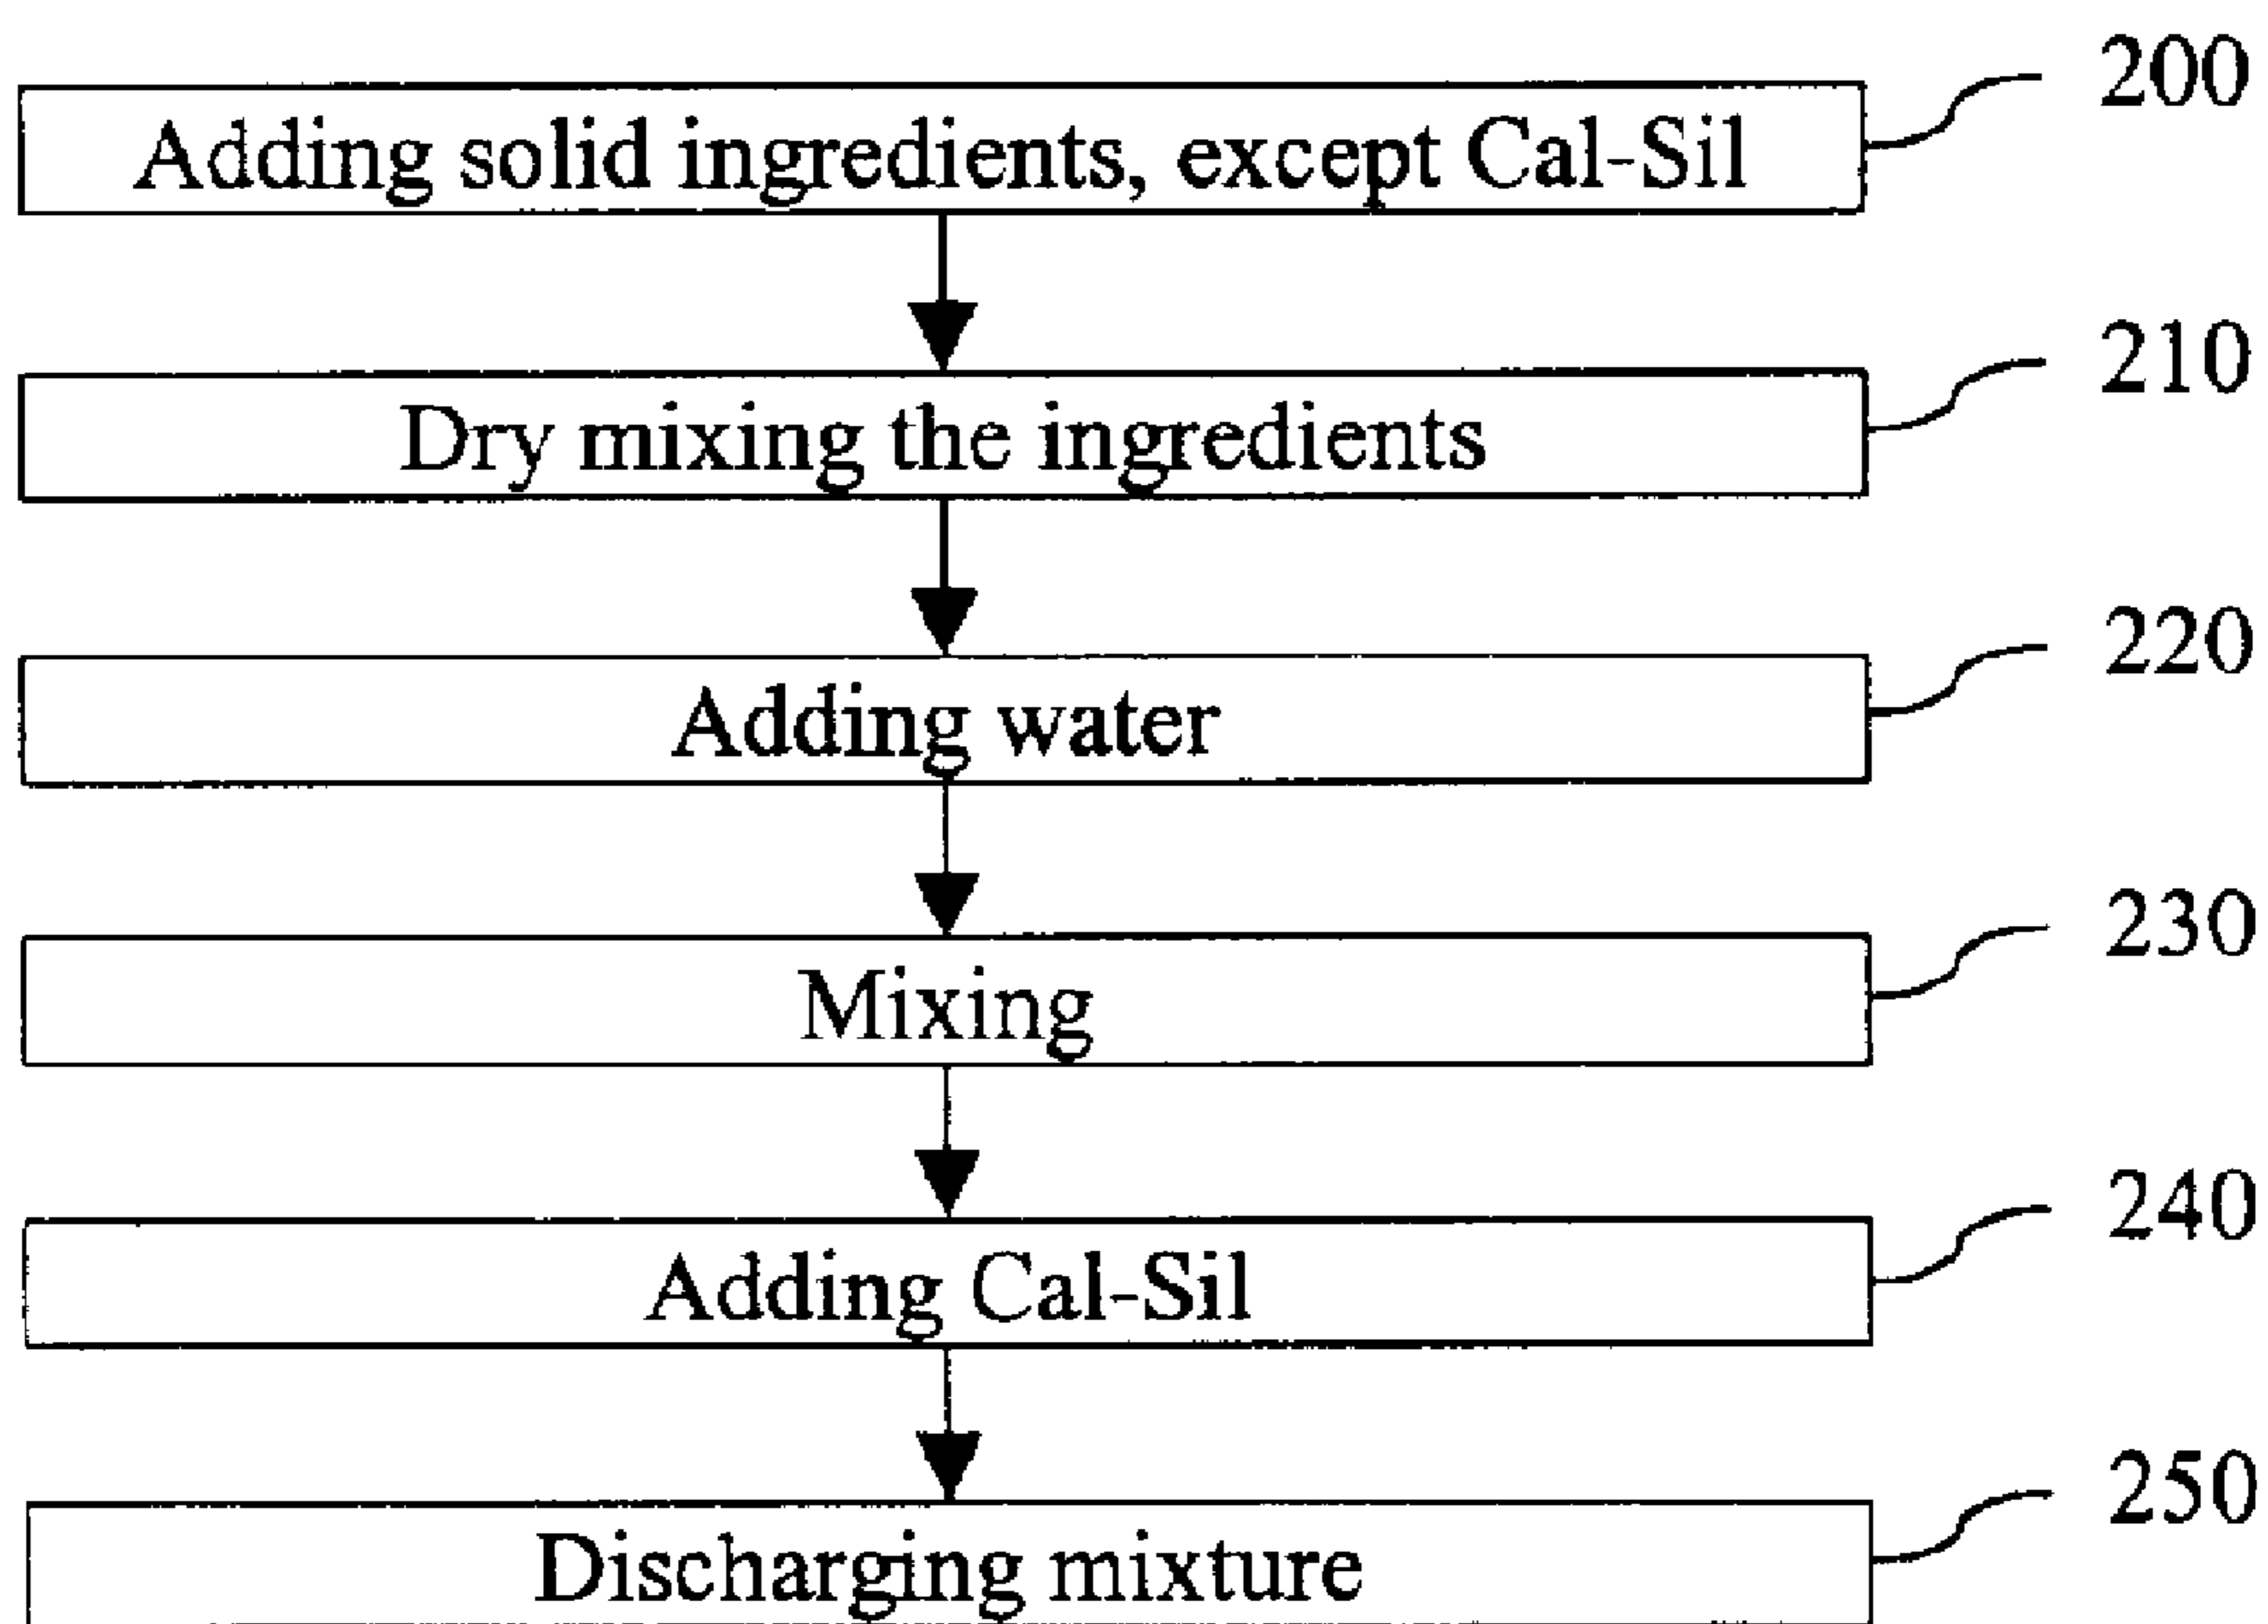 Adding solid ingredients, except Cal-Sil 200
Dry mixing the ingredients 210
Adding water 220
Mixing 230
Adding Cal-Sil 240
Discharging mixture 250